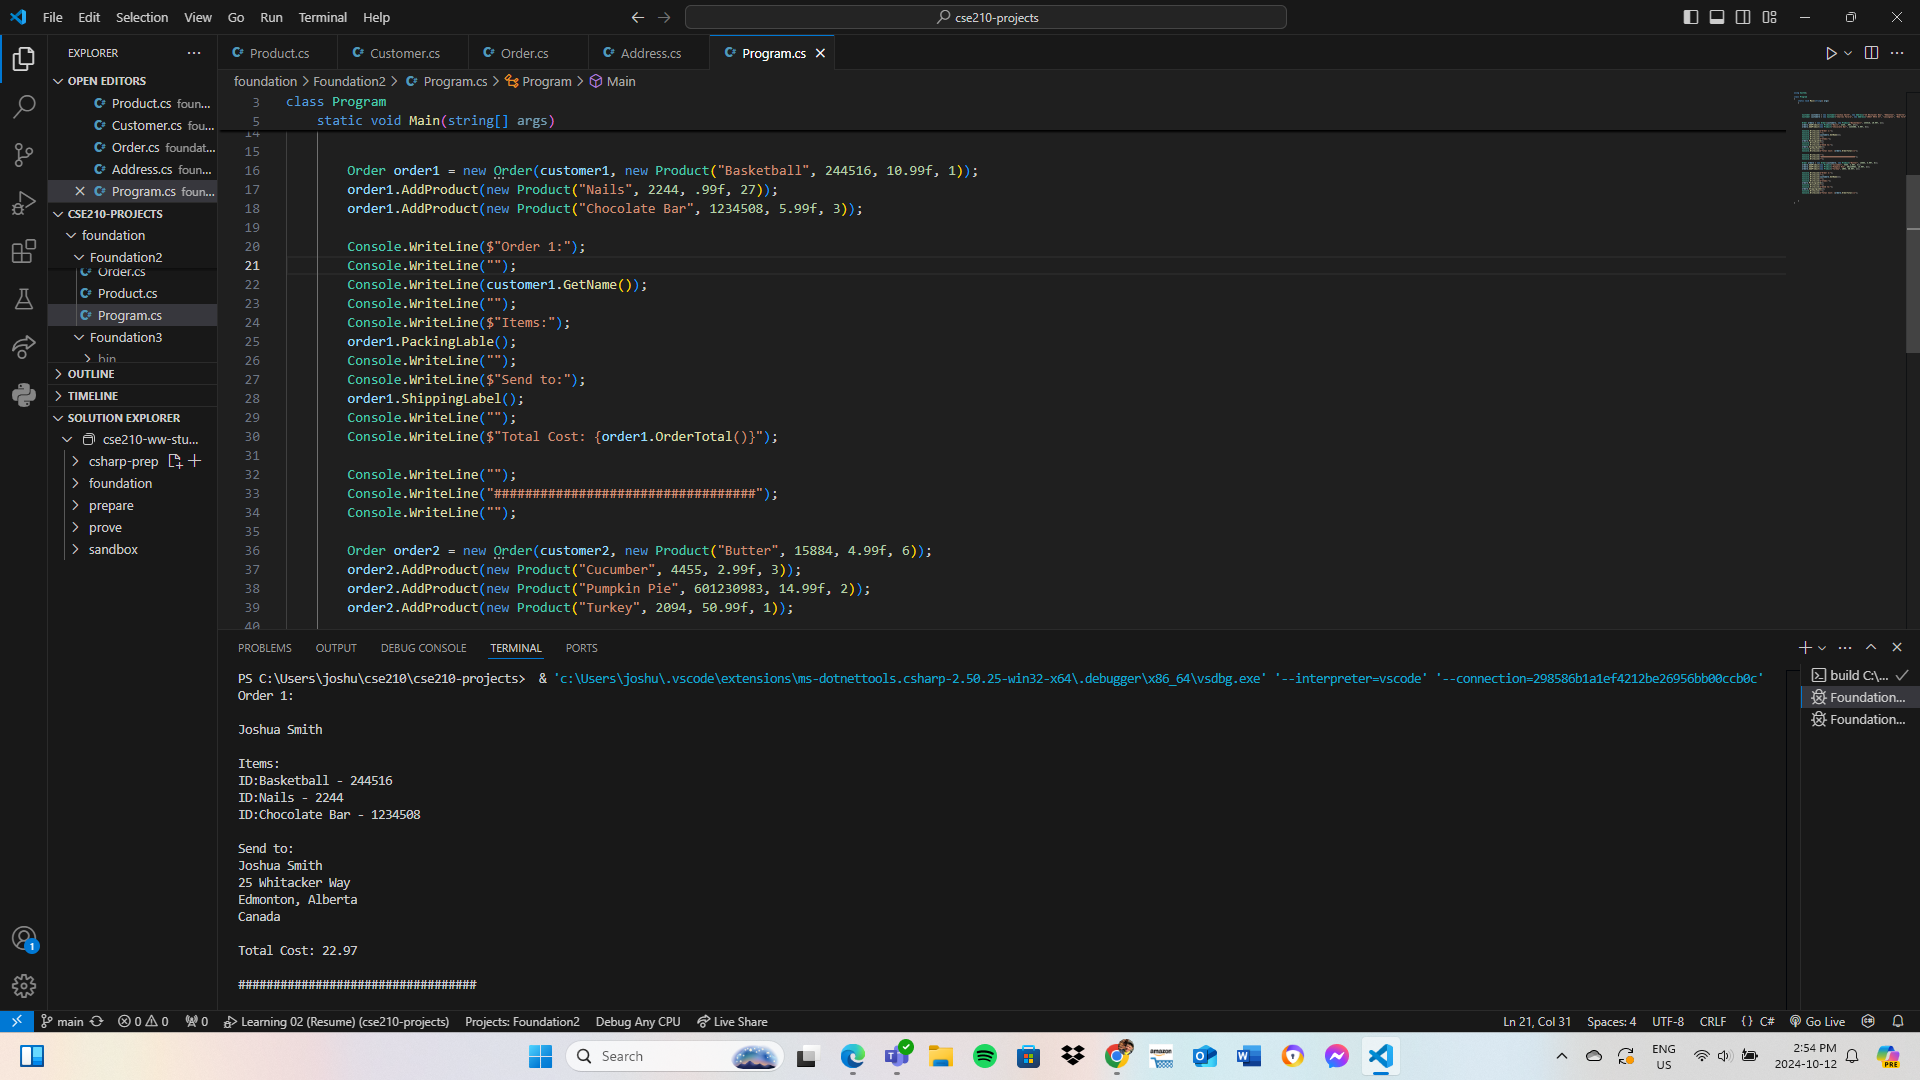 File Edit Selection View Go Run Terminal Help
cse210-projects
EXPLORER
OPEN EDITORS
Product.cs foun...
Customer.cs fou...
Order.cs foundat...
Address.cs foun...
Program.cs foun...
CSE210-PROJECTS
foundation
Foundation2
Order.cs
Product.cs
Program.cs
Foundation3
bin
OUTLINE
TIMELINE
SOLUTION EXPLORER
cse210-ww-stu...
csharp-prep
foundation
prepare
prove
sandbox
Product.cs Customer.cs Order.cs Address.cs Program.cs
foundation > Foundation2 > Program.cs > Program > Main
3 class Program
5 static void Main(string[] args)
14
15
16 Order order1 = new Order(customer1, new Product("Basketball", 244516, 10.99f, 1));
17 order1.AddProduct(new Product("Nails", 2244, .99f, 27));
18 order1.AddProduct(new Product("Chocolate Bar", 1234508, 5.99f, 3));
19
20 Console.WriteLine($"Order 1:");
21 Console.WriteLine("");
22 Console.WriteLine(customer1.GetName());
23 Console.WriteLine("");
24 Console.WriteLine($"Items:");
25 order1.PackingLable();
26 Console.WriteLine("");
27 Console.WriteLine($"Send to:");
28 order1.ShippingLabel();
29 Console.WriteLine("");
30 Console.WriteLine($"Total Cost: {order1.OrderTotal()}");
31
32 Console.WriteLine("");
33 Console.WriteLine("##################################");
34 Console.WriteLine("");
35
36 Order order2 = new Order(customer2, new Product("Butter", 15884, 4.99f, 6));
37 order2.AddProduct(new Product("Cucumber", 4455, 2.99f, 3));
38 order2.AddProduct(new Product("Pumpkin Pie", 601230983, 14.99f, 2));
39 order2.AddProduct(new Product("Turkey", 2094, 50.99f, 1));
40
PROBLEMS OUTPUT DEBUG CONSOLE TERMINAL PORTS
PS C:\Users\joshu\cse210\cse210-projects> & 'c:\Users\joshu\.vscode\extensions\ms-dotnettools.csharp-2.50.25-win32-x64\.debugger\x86_64\vsdbg.exe' '--interpreter=vscode' '--connection=298586b1a1ef4212be26956bb00ccb0c'
Order 1:
Joshua Smith
Items:
ID:Basketball - 244516
ID:Nails - 2244
ID:Chocolate Bar - 1234508
Send to:
Joshua Smith
25 Whitacker Way
Edmonton, Alberta
Canada
Total Cost: 22.97
##################################
build C:\...
Foundation...
Foundation...
1
main 0 0 0 Learning 02 (Resume) (cse210-projects) Projects: Foundation2 Debug Any CPU Live Share Ln 21, Col 31 Spaces: 4 UTF-8 CRLF {} C# Go Live
Search
amazon
ENG
US
2:54 PM
2024-10-12
PRE